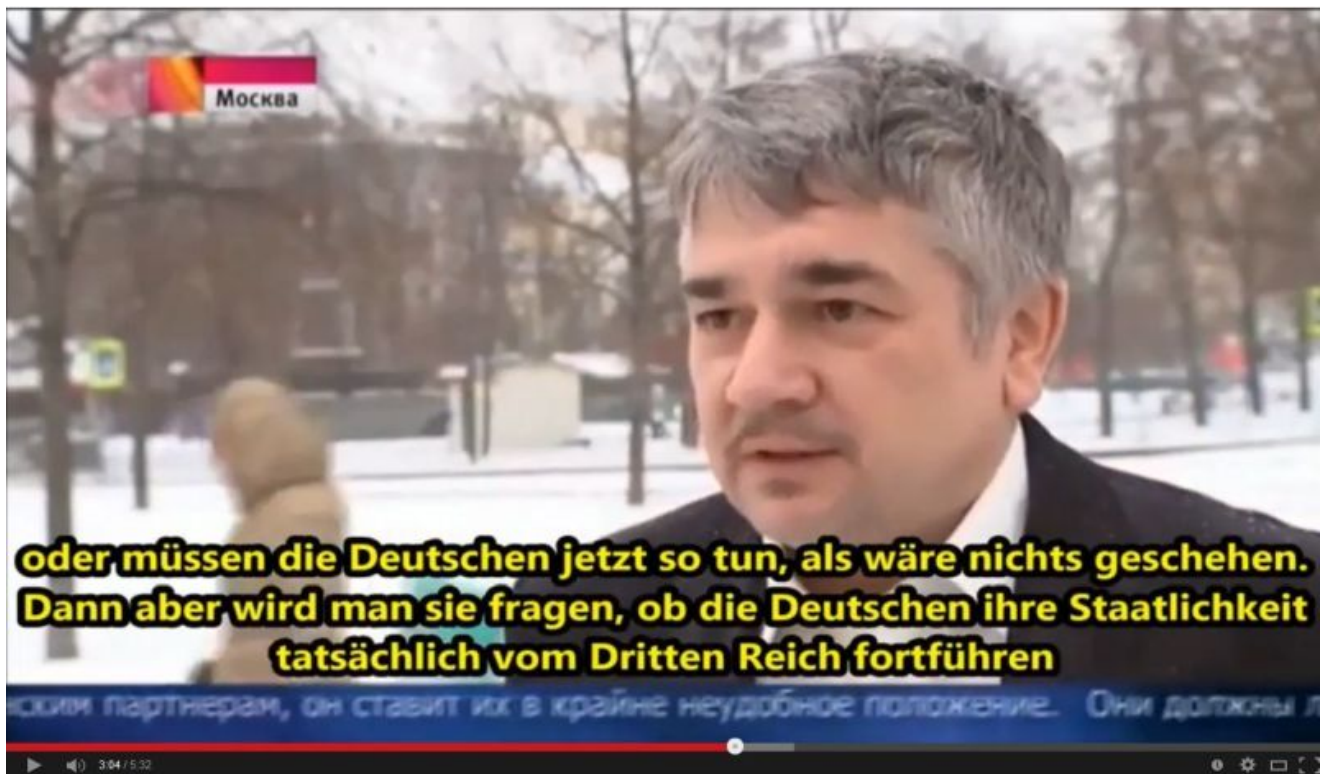 Москва
oder müssen die Deutschen jetzt so tun, als wäre nichts geschehen.
Dann aber wird man sie fragen, ob die Deutschen ihre Staatlichkeit
tatsächlich vom Dritten Reich fortführen
партнерам, он ставит их в крайне неудобное положение. Они должны
3:04 / 5:32